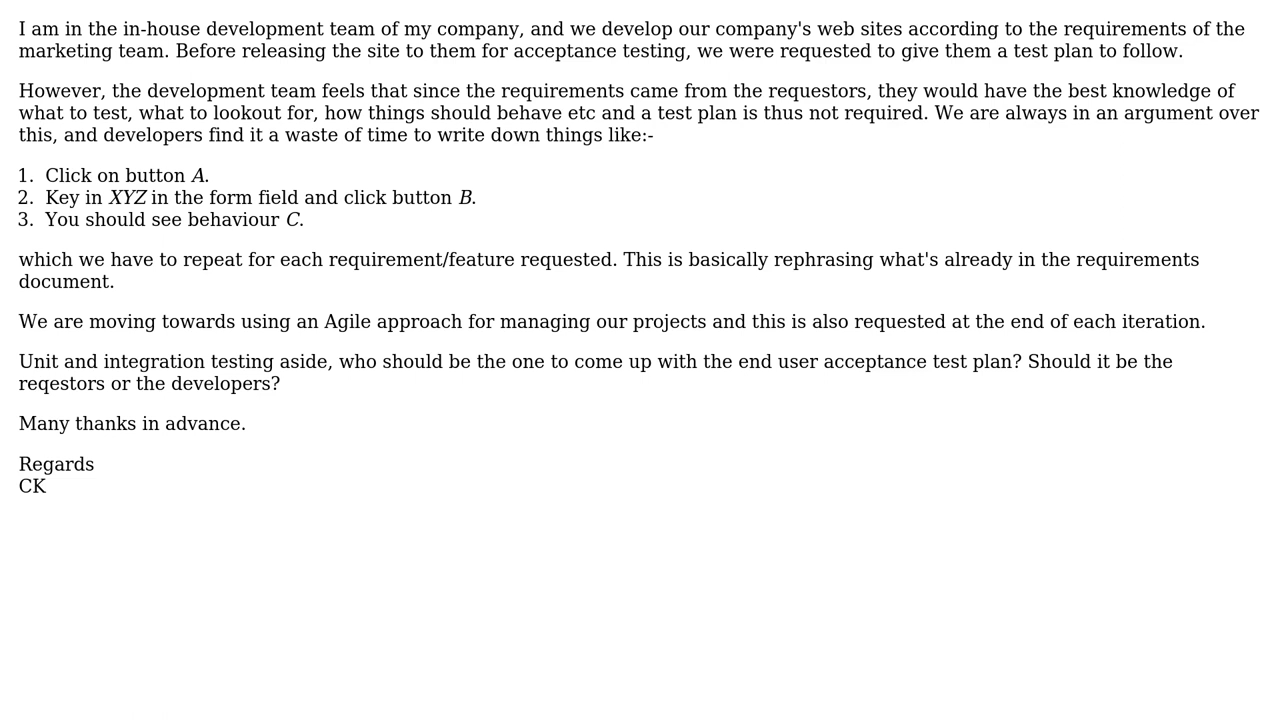 I am in the in-house development team of my company, and we develop our company's web sites according to the requirements of the
marketing team. Before releasing the site to them for acceptance testing, we were requested to give them a test plan to follow.
However, the development team feels that since the requirements came from the requestors, they would have the best knowledge of
what to test, what to lookout for, how things should behave etc and a test plan is thus not required. We are always in an argument over
this, and developers find it a waste of time to write down things like:-
1. Click on button A.
2. Key in XYZ in the form field and click button B.
3. You should see behaviour C.
which we have to repeat for each requirement/feature requested. This is basically rephrasing what's already in the requirements
document.
We are moving towards using an Agile approach for managing our projects and this is also requested at the end of each iteration.
Unit and integration testing aside, who should be the one to come up with the end user acceptance test plan? Should it be the
reqestors or the developers?
Many thanks in advance.
Regards
CK